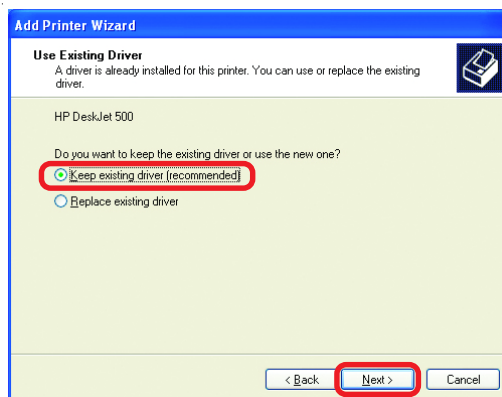 Add Printer Wizard
Use Existing Driver
A driver is already installed for this printer. You can use or replace the existing
driver.
HP DeskJet 500
Do you want to keep the existing driver or use the new one?
Keep existing driver (recommended)
Replace existing driver
< Back
Next >
Cancel